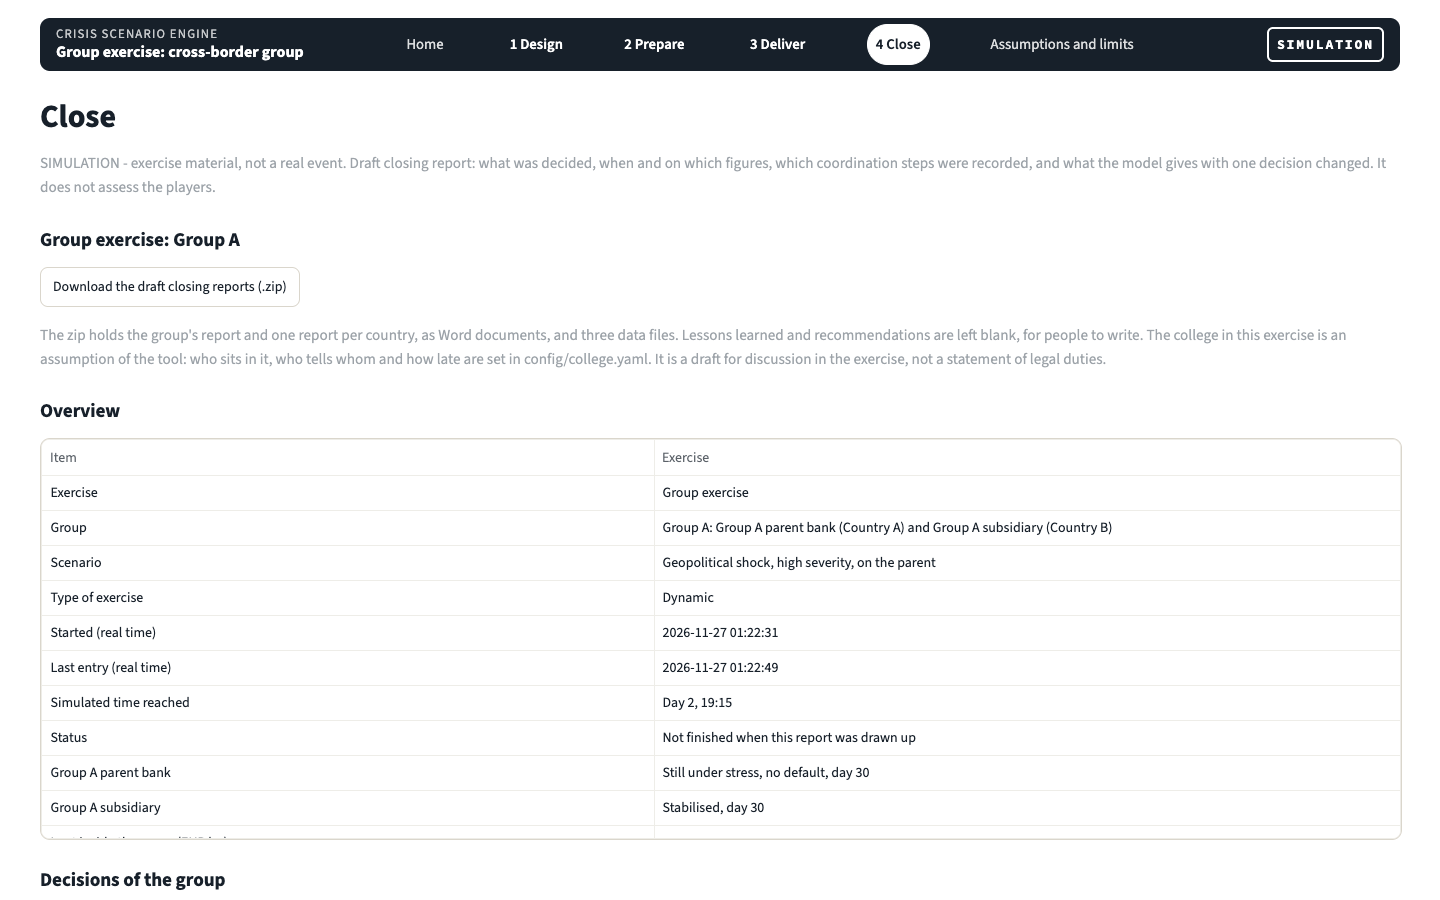 CRISIS SCENARIO ENGINE
Group exercise: cross-border group
Home
1 Design
2 Prepare
3 Deliver
4 Close
Assumptions and limits
SIMULATION
Close
SIMULATION - exercise material, not a real event. Draft closing report: what was decided, when and on which figures, which coordination steps were recorded, and what the model gives with one decision changed. It
does not assess the players.
Group exercise: Group A
Download the draft closing reports (.zip)
The zip holds the group's report and one report per country, as Word documents, and three data files. Lessons learned and recommendations are left blank, for people to write. The college in this exercise is an
assumption of the tool: who sits in it, who tells whom and how late are set in config/college.yaml. It is a draft for discussion in the exercise, not a statement of legal duties.
Overview
Item Exercise
Exercise Group exercise
Group Group A: Group A parent bank (Country A) and Group A subsidiary (Country B)
Scenario Geopolitical shock, high severity, on the parent
Type of exercise Dynamic
Started (real time) 2026-11-27 01:22:31
Last entry (real time) 2026-11-27 01:22:49
Simulated time reached Day 2, 19:15
Status Not finished when this report was drawn up
Group A parent bank Still under stress, no default, day 30
Group A subsidiary Stabilised, day 30
Decisions of the group